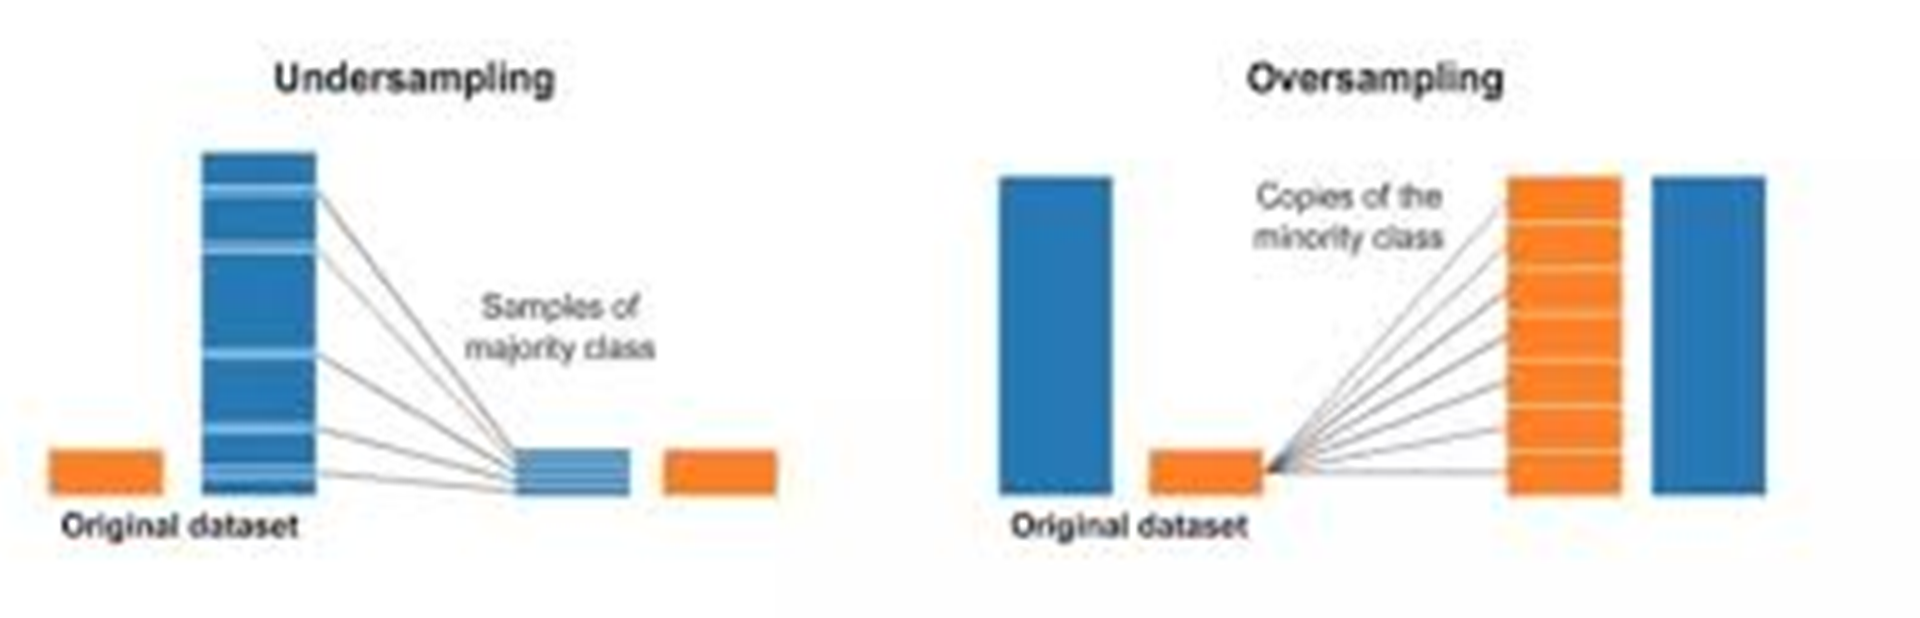 Undersampling
Samples of
majority class
Original dataset
Oversampling
Copies of the
minority class
Original dataset